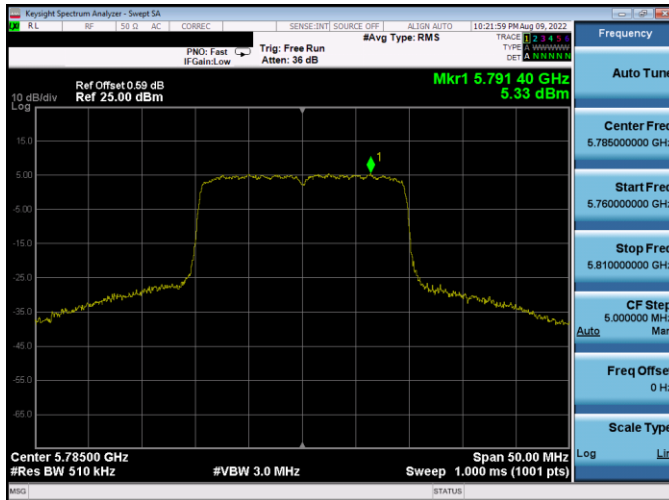 Keysight Spectrum Analyzer - Swept SA
RL RF 50 Ω AC CORREC SENSE:INT SOURCE OFF ALIGN AUTO 10:21:59 PM Aug 09, 2022
#Avg Type: RMS
TRACE 1 2 3 4 5 6
TYPE A WWWWW
DET A N N N N N
PNO: Fast
IFGain:Low
Trig: Free Run
Atten: 36 dB
Mkr1 5.791 40 GHz
5.33 dBm
Ref Offset 0.59 dB
Ref 25.00 dBm
10 dB/div
Log
1
15.0
5.00
-5.00
-15.0
-25.0
-35.0
-45.0
-55.0
-65.0
Center 5.78500 GHz
Span 50.00 MHz
#Res BW 510 kHz
#VBW 3.0 MHz
Sweep 1.000 ms (1001 pts)
MSG
STATUS
Frequency
Auto Tune
Center Freq
5.785000000 GHz
Start Freq
5.760000000 GHz
Stop Freq
5.810000000 GHz
CF Step
5.000000 MHz
Auto Man
Freq Offset
0 Hz
Scale Type
Log Lin